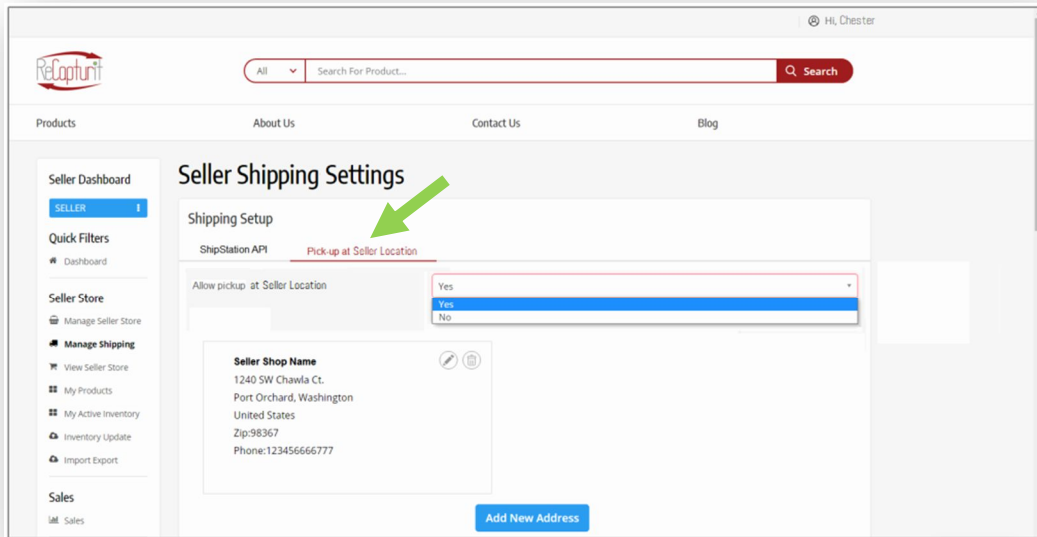 Hi, Chester
ReCapturit
All
Search For Product...
Search
Products
About Us
Contact Us
Blog
Seller Dashboard
SELLER
Quick Filters
Dashboard
Seller Store
Manage Seller Store
Manage Shipping
View Seller Store
My Products
My Active Inventory
Inventory Update
Import Export
Sales
Sales
Seller Shipping Settings
Shipping Setup
ShipStation API
Pick-up at Seller Location
Allow pickup at Seller Location
Yes
Yes
No
Seller Shop Name
1240 SW Chawla Ct.
Port Orchard, Washington
United States
Zip:98367
Phone:123456666777
Add New Address